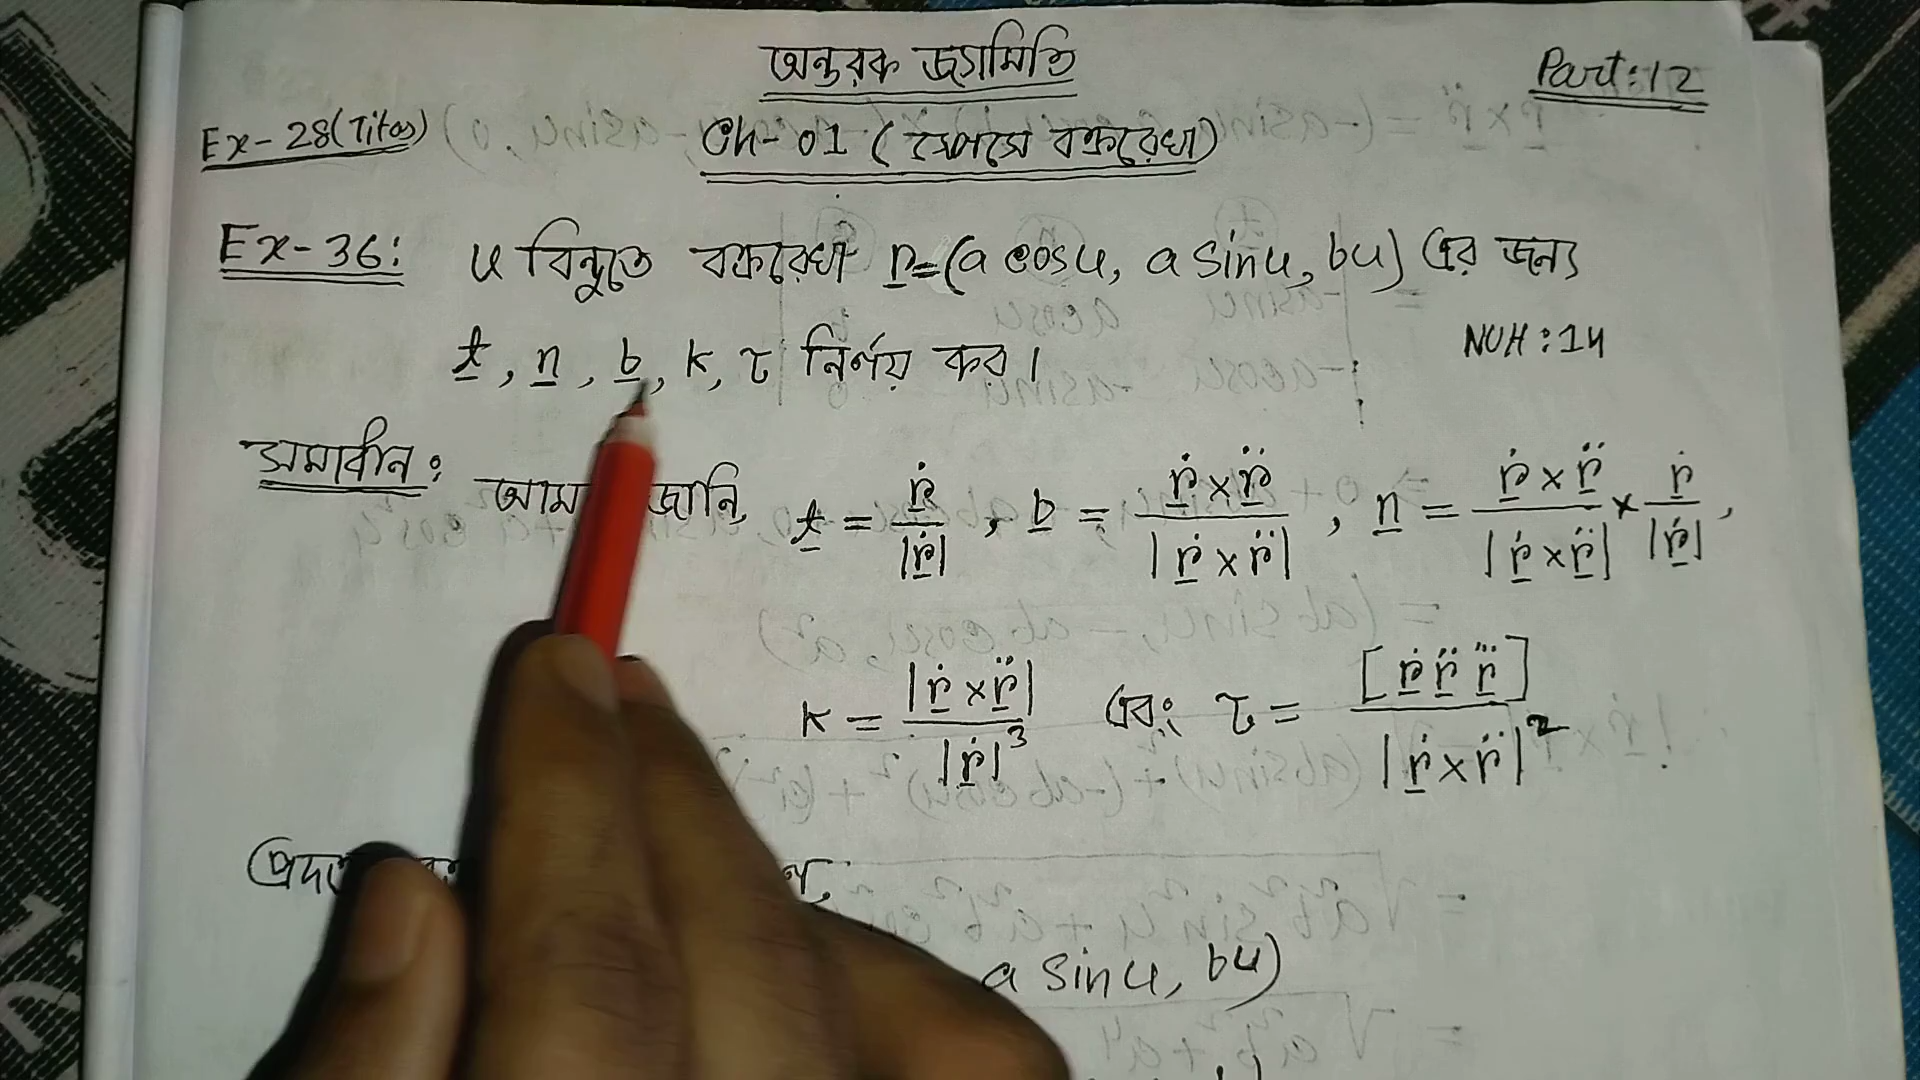 অন্তরক জ্যামিতি
Part: 12
Ex-28(Titas)
Ch-01 (স্পেসে বক্ররেখা)
Ex-36: u বিন্দুতে বক্ররেখা r=(a cosu, a sinu, bu) এর জন্য
t, n, b, κ, τ নির্ণয় কর।
NUH:14
সমাধান: জানি, t = ṙ/|ṙ|, b = ṙ×r̈/|ṙ×r̈|, n = ṙ×r̈/|ṙ×r̈| × ṙ/|ṙ|,
κ = |ṙ×r̈|/|ṙ|³ এবং τ = [ṙ r̈ r⃛]/|ṙ×r̈|²
a sinu, bu)